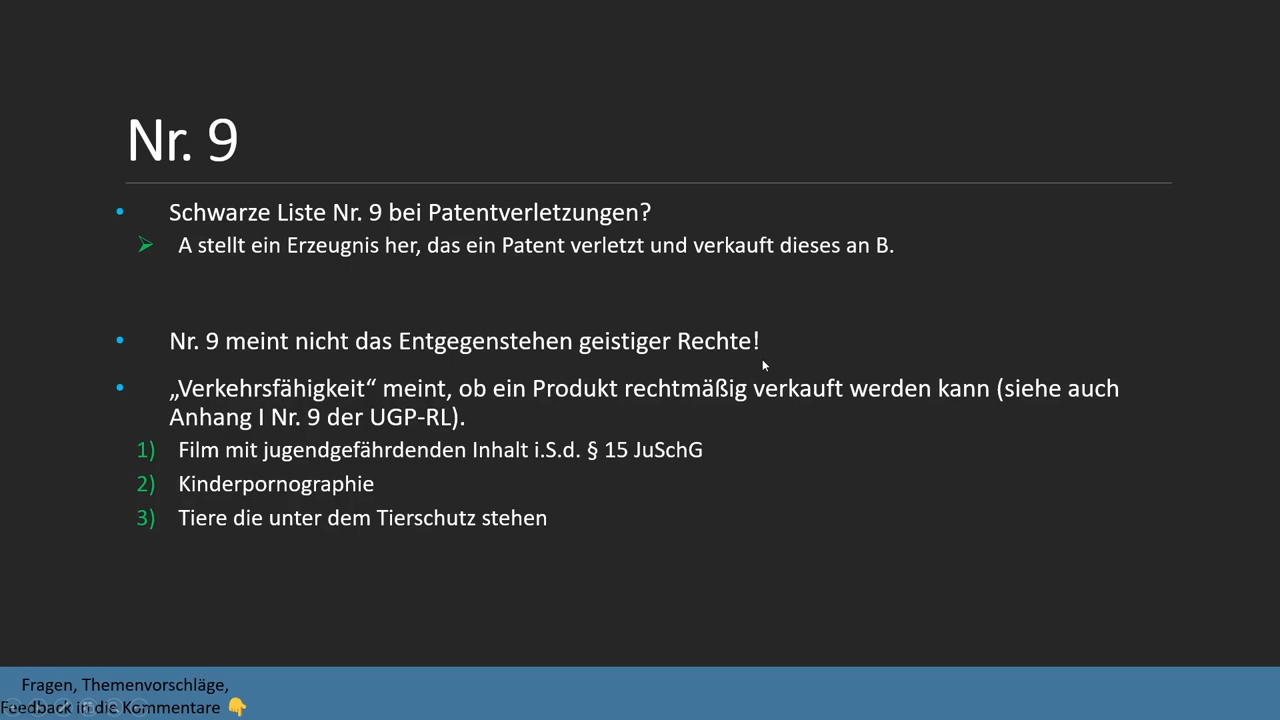 Nr. 9
• Schwarze Liste Nr. 9 bei Patentverletzungen?
➢ A stellt ein Erzeugnis her, das ein Patent verletzt und verkauft dieses an B.
• Nr. 9 meint nicht das Entgegenstehen geistiger Rechte!
• „Verkehrsfähigkeit“ meint, ob ein Produkt rechtmäßig verkauft werden kann (siehe auch
Anhang I Nr. 9 der UGP-RL).
1) Film mit jugendgefährdenden Inhalt i.S.d. § 15 JuSchG
2) Kinderpornographie
3) Tiere die unter dem Tierschutz stehen
Fragen, Themenvorschläge,
Feedback in die Kommentare 👇